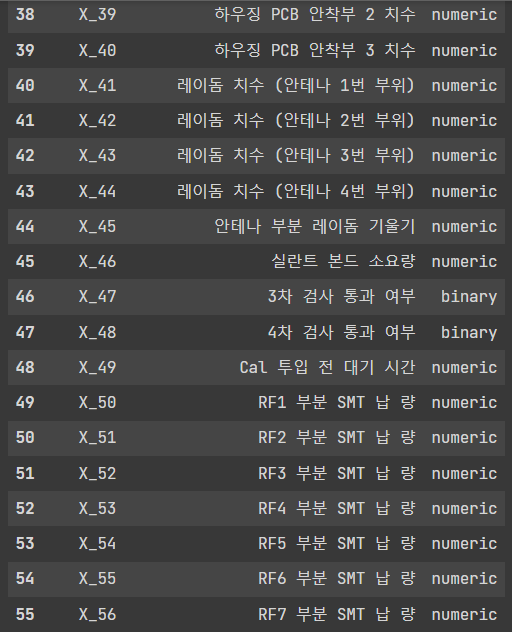 38 X_39 하우징 PCB 안착부 2 치수 numeric
39 X_40 하우징 PCB 안착부 3 치수 numeric
40 X_41 레이돔 치수 (안테나 1번 부위) numeric
41 X_42 레이돔 치수 (안테나 2번 부위) numeric
42 X_43 레이돔 치수 (안테나 3번 부위) numeric
43 X_44 레이돔 치수 (안테나 4번 부위) numeric
44 X_45 안테나 부분 레이돔 기울기 numeric
45 X_46 실란트 본드 소요량 numeric
46 X_47 3차 검사 통과 여부 binary
47 X_48 4차 검사 통과 여부 binary
48 X_49 Cal 투입 전 대기 시간 numeric
49 X_50 RF1 부분 SMT 납 량 numeric
50 X_51 RF2 부분 SMT 납 량 numeric
51 X_52 RF3 부분 SMT 납 량 numeric
52 X_53 RF4 부분 SMT 납 량 numeric
53 X_54 RF5 부분 SMT 납 량 numeric
54 X_55 RF6 부분 SMT 납 량 numeric
55 X_56 RF7 부분 SMT 납 량 numeric